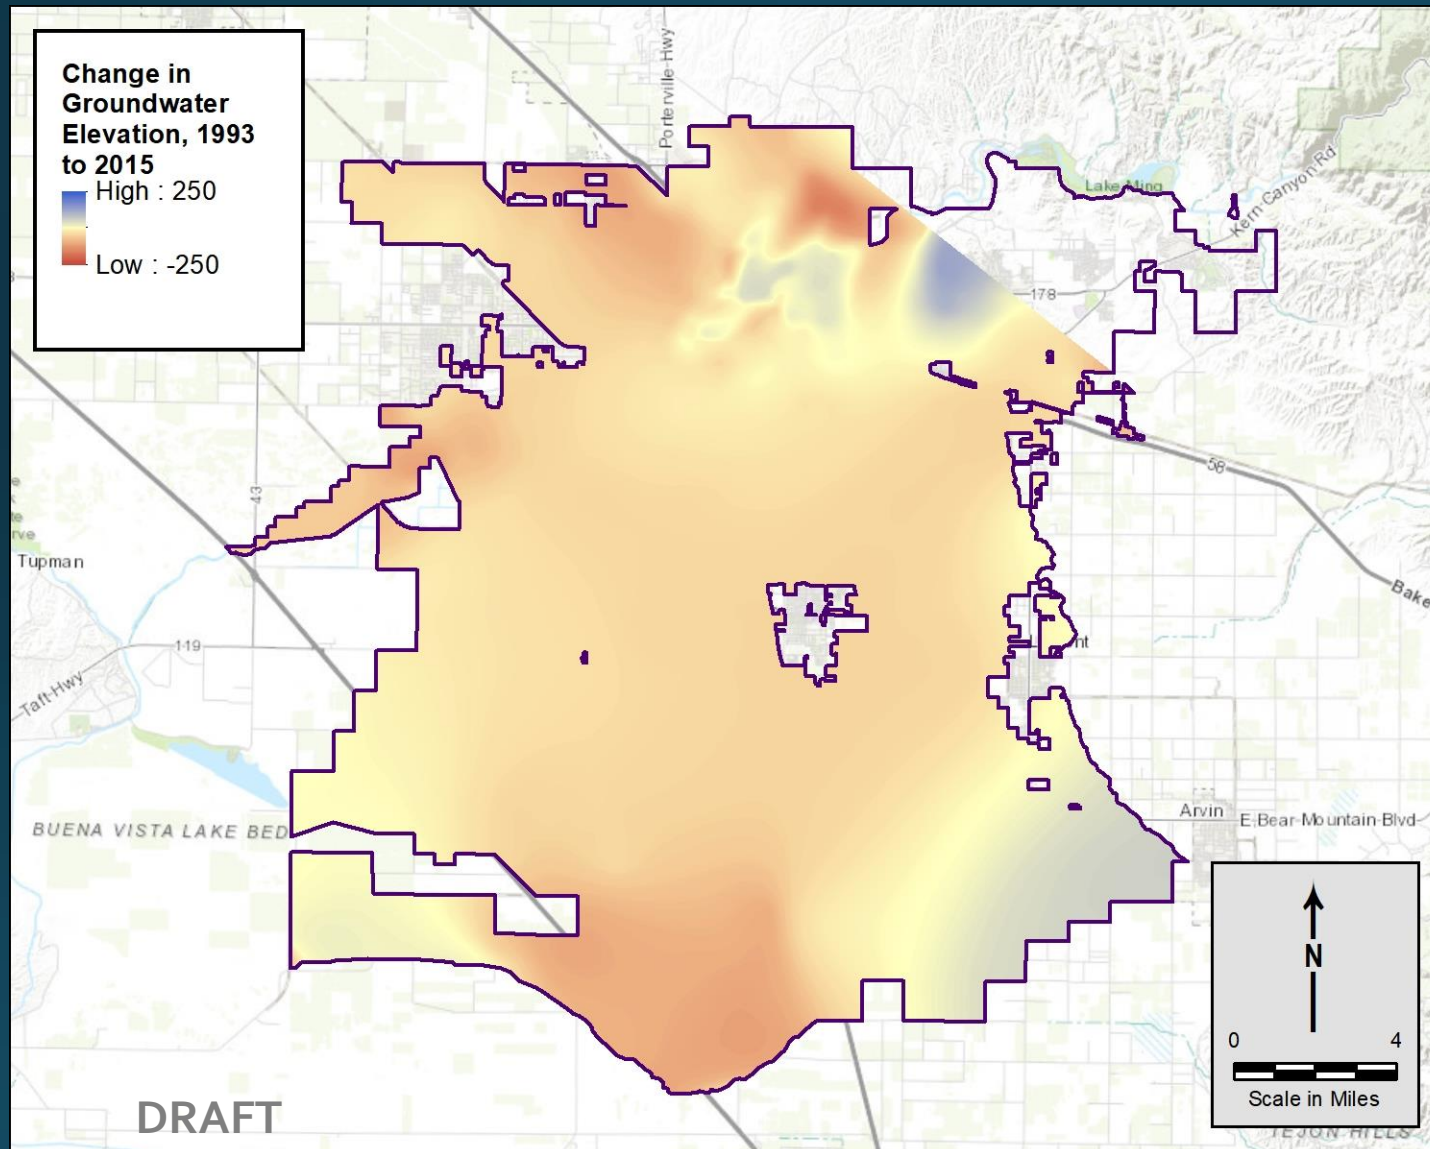 Change in
Groundwater
Elevation, 1993
to 2015
High : 250
Low : -250
Porterville-Hwy
Lake-Ming
Kern-Canyon-Rd
178
58
43
Tupman
119
Taft-Hwy
BUENA VISTA LAKE BED
Arvin
E.Bear-Mountain-Blvd
N
0 4
Scale in Miles
TEJON HILLS
DRAFT